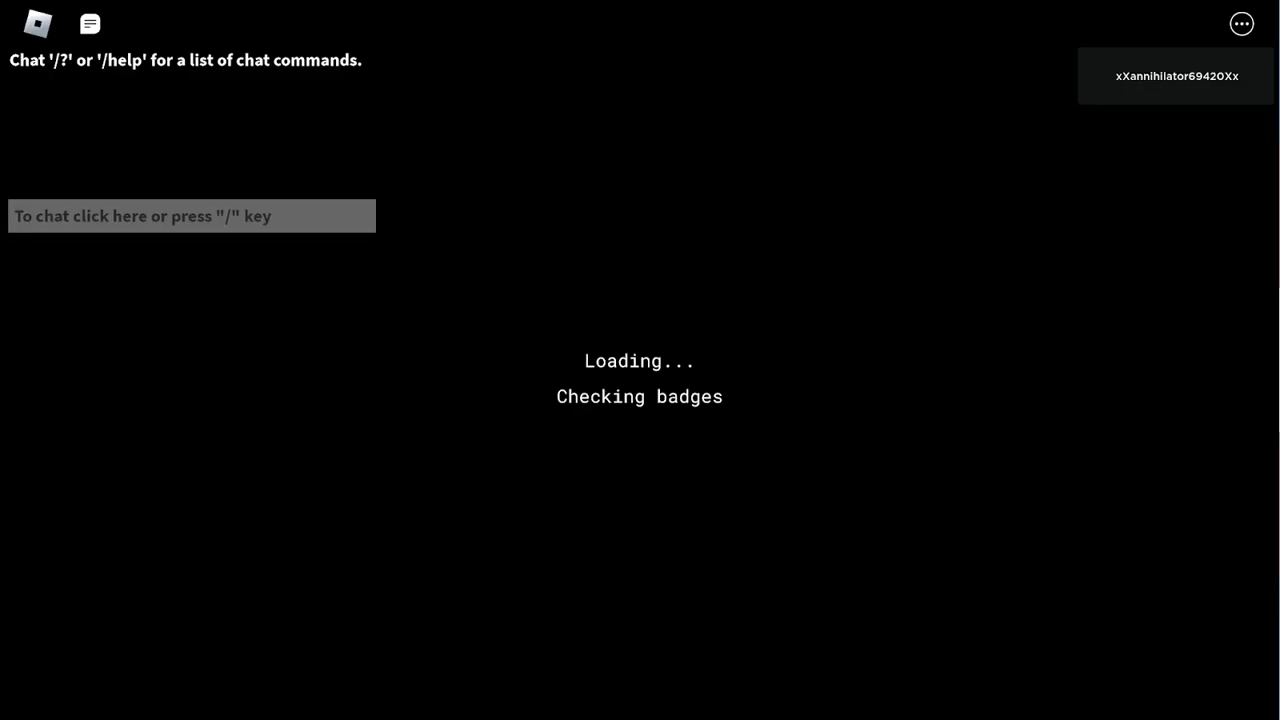 Chat '/?' or '/help' for a list of chat commands.
xXannihilator69420Xx
To chat click here or press "/" key
Loading...
Checking badges